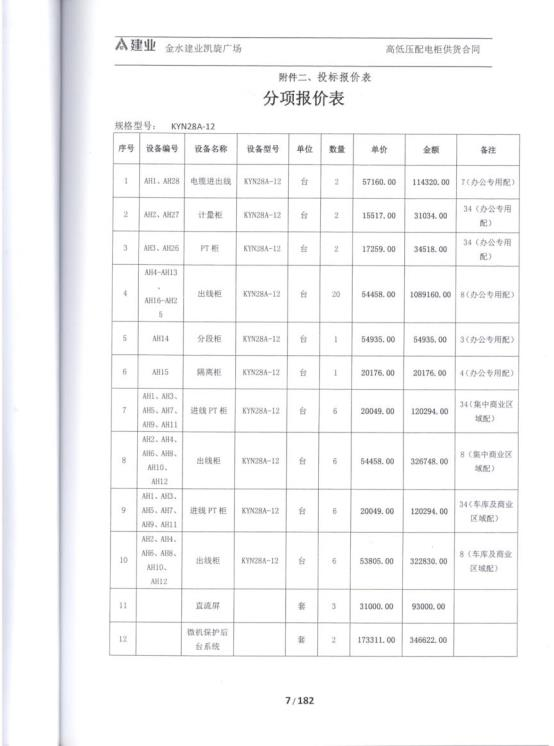 建业 金水建业凯旋广场 高低压配电柜供货合同
附件二、投标报价表
分项报价表
规格型号: KYN28A-12
序号 设备编号 设备名称 设备型号 单位 数量 单价 金额 备注
1 AH1、AH28 电缆进出线 KYN28A-12 台 2 57160.00 114320.00 7(办公专用配)
2 AH2、AH27 计量柜 KYN28A-12 台 2 15517.00 31034.00 34（办公专用
配）
3 AH3、AH26 PT 柜 KYN28A-12 台 2 17259.00 34518.00 34（办公专用
配）
AH4-AH13
、
AH16-AH2
5
4 出线柜 KYN28A-12 台 20 54458.00 1089160.00 8(办公专用配)
5 AH14 分段柜 KYN28A-12 台 1 54935.00 54935.00 3(办公专用配)
6 AH15 隔离柜 KYN28A-12 台 1 20176.00 20176.00 4(办公专用配)
AH1、AH3、
AH5、AH7、
AH9、AH11
7 进线 PT 柜 KYN28A-12 台 6 20049.00 120294.00 34(集中商业区
域配)
AH2、AH4、
AH6、AH8、
AH10、
AH12
8 出线柜 KYN28A-12 台 6 54458.00 326748.00 8（集中商业区
域配）
AH1、AH3、
AH5、AH7、
AH9、AH11
9 进线 PT 柜 KYN28A-12 台 6 20049.00 120294.00 34(车库及商业
区域配）
AH2、AH4、
AH6、AH8、
AH10、
AH12
10 出线柜 KYN28A-12 台 6 53805.00 322830.00 8（车库及商业
区域配）
11 直流屏 套 3 31000.00 93000.00
12 微机保护后
台系统 套 2 173311.00 346622.00
7 / 182